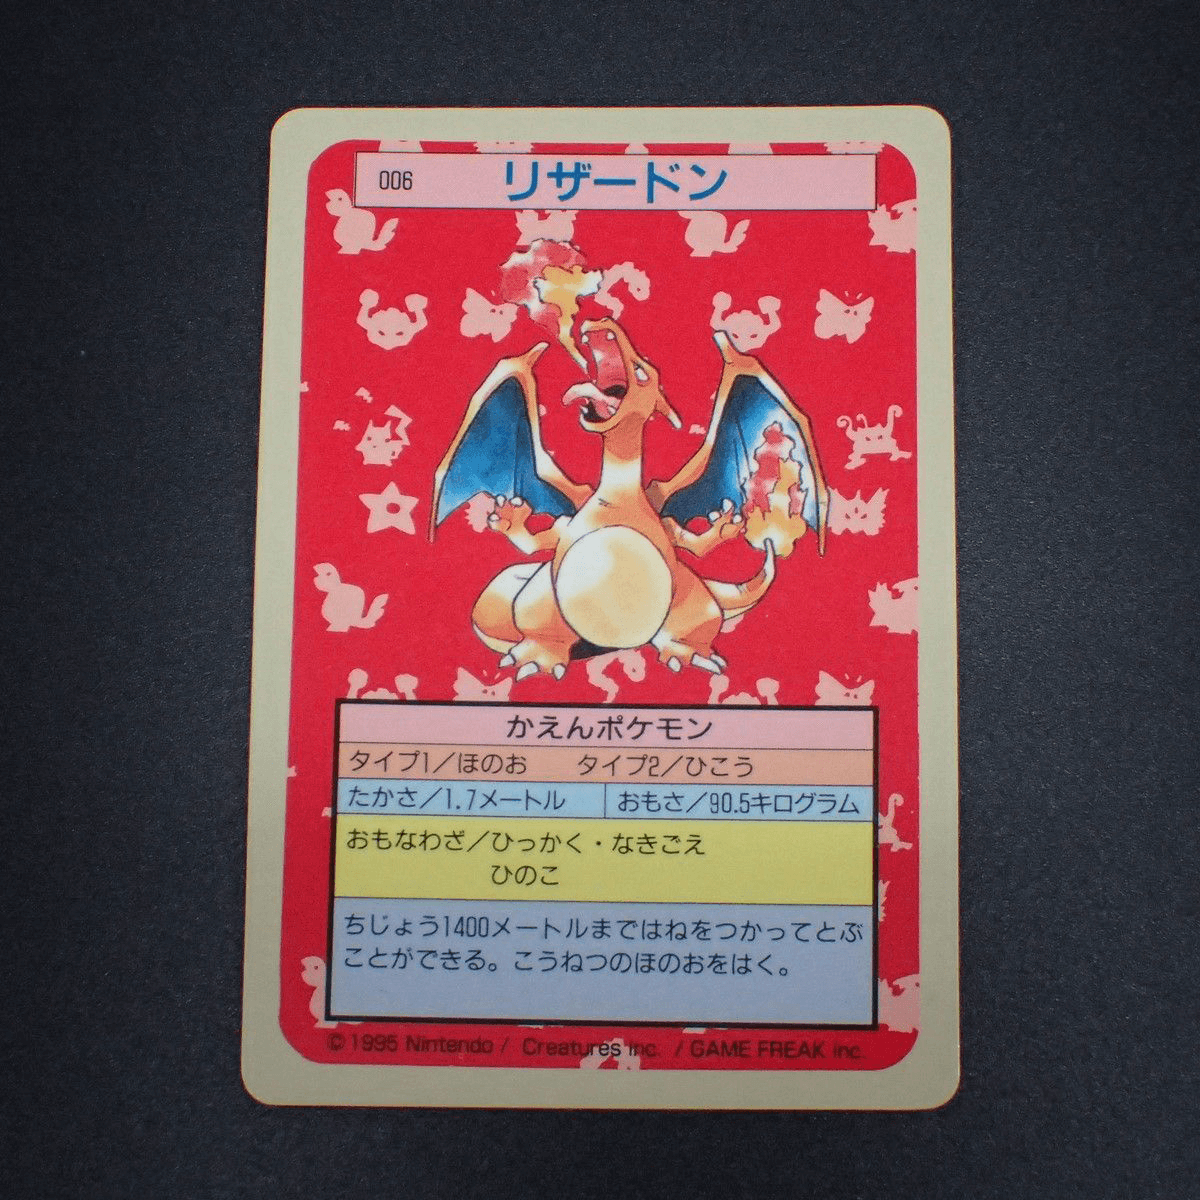 006 リザードン
かえんポケモン
タイプ1/ほのお タイプ2/ひこう
たかさ/1.7メートル おもさ/90.5キログラム
おもなわざ/ひっかく・なきごえ
ひのこ
ちじょう1400メートルまではねをつかってとぶ
ことができる。こうねつのほのおをはく。
© 1995 Nintendo / Creatures inc. / GAME FREAK inc.